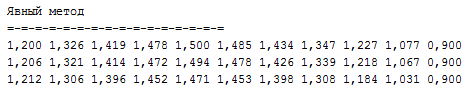 Явный метод
=-=-=-=-=-=-=-=-=-=-=-=-=-=-=-=
1,200 1,326 1,419 1,478 1,500 1,485 1,434 1,347 1,227 1,077 0,900
1,206 1,321 1,414 1,472 1,494 1,478 1,426 1,339 1,218 1,067 0,900
1,212 1,306 1,396 1,452 1,471 1,453 1,398 1,308 1,184 1,031 0,900